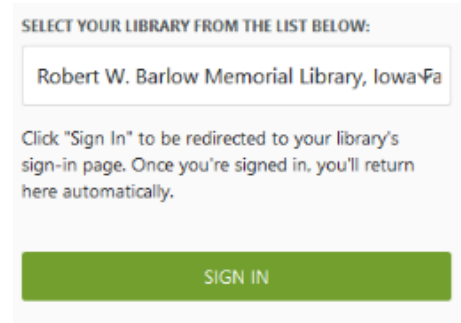 SELECT YOUR LIBRARY FROM THE LIST BELOW:
Robert W. Barlow Memorial Library, Iowa Fa
Click "Sign In" to be redirected to your library's
sign-in page. Once you're signed in, you'll return
here automatically.
SIGN IN